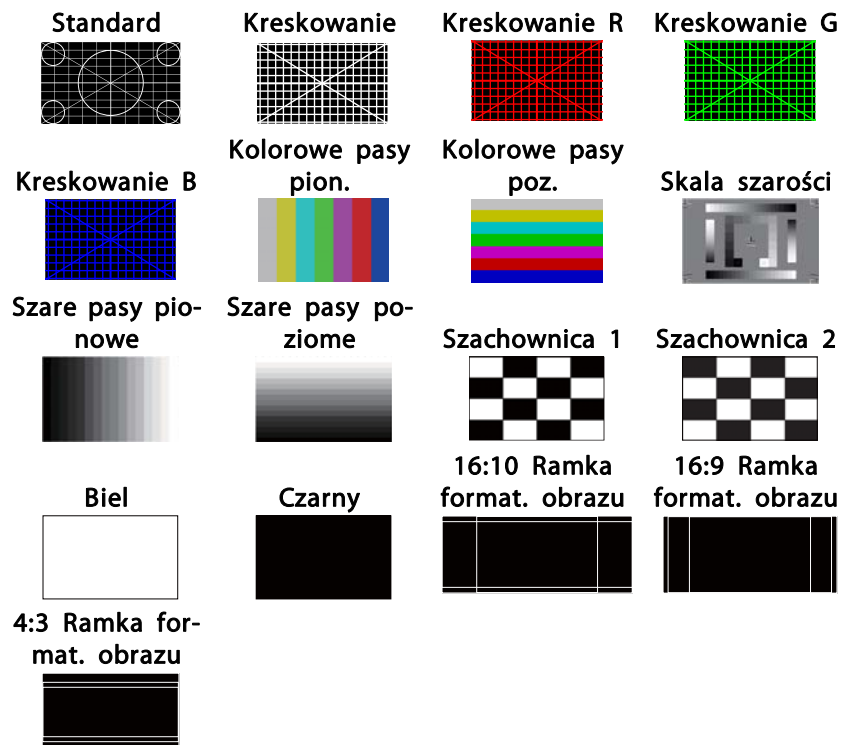 Standard
Kreskowanie
Kreskowanie R
Kreskowanie G
Kreskowanie B
Kolorowe pasy
pion.
Kolorowe pasy
poz.
Skala szarości
Szare pasy pio-
nowe
Szare pasy po-
ziome
Szachownica 1
Szachownica 2
Biel
Czarny
16:10 Ramka
format. obrazu
16:9 Ramka
format. obrazu
4:3 Ramka for-
mat. obrazu